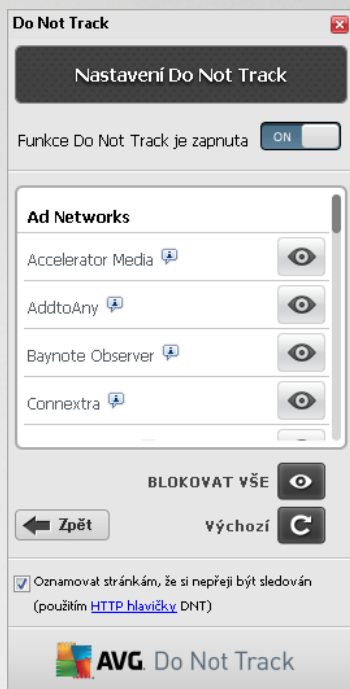 Do Not Track
Nastavení Do Not Track
Funkce Do Not Track je zapnuta ON
Ad Networks
Accelerator Media
AddtoAny
Baynote Observer
Connextra
BLOKOVAT VŠE
Zpět
Výchozí
Oznamovat stránkám, že si nepřeji být sledován
(použitím HTTP hlavičky DNT)
AVG. Do Not Track